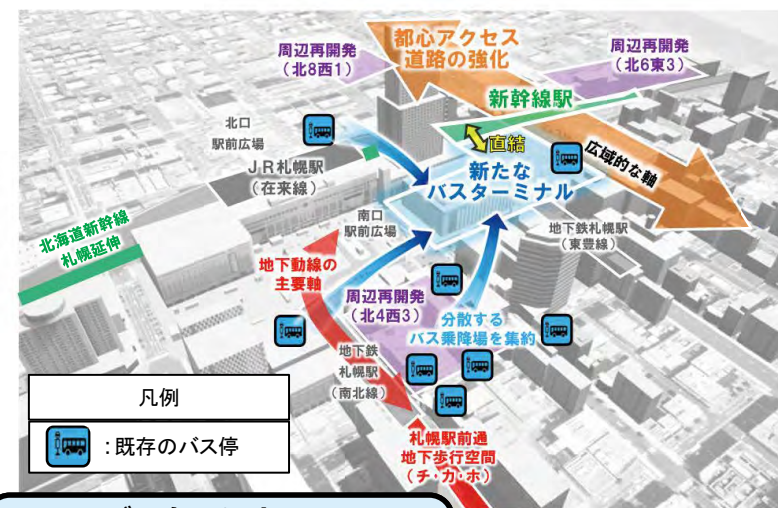 都心アクセス
道路の強化
周辺再開発
(北8西1)
周辺再開発
(北6東3)
新幹線駅
北口
駅前広場
直結
広域的な軸
JR札幌駅
(在来線)
新たな
バスターミナル
南口
駅前広場
地下鉄札幌駅
(東豊線)
北海道新幹線
札幌延伸
地下動線の
主要軸
周辺再開発
(北4西3)
分散する
バス乗降場を集約
地下鉄
札幌駅
(南北線)
凡例
:既存のバス停
札幌駅前通
地下歩行空間
(チ・カ・ホ)